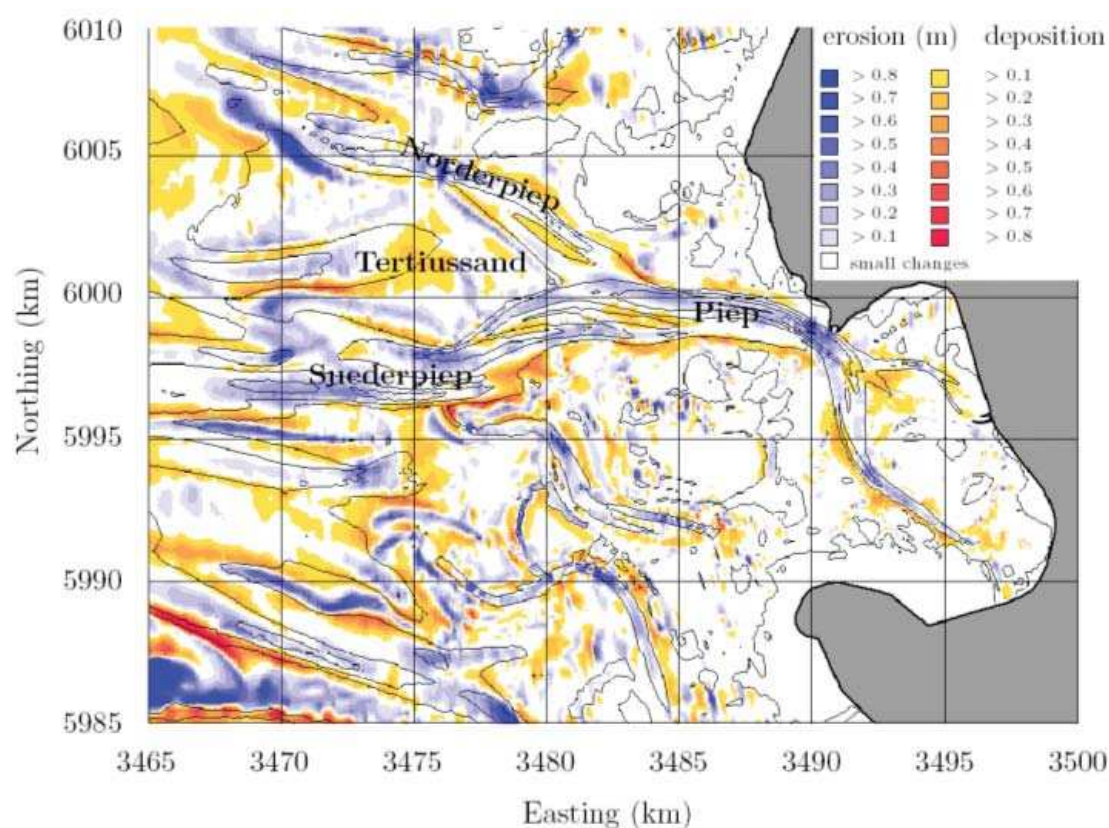 6010
6005
6000
5995
5990
5985
Northing (km)
3465 3470 3475 3480 3485 3490 3495 3500
Easting (km)
erosion (m) deposition
> 0.8 > 0.1
> 0.7 > 0.2
> 0.6 > 0.3
> 0.5 > 0.4
> 0.4 > 0.5
> 0.3 > 0.6
> 0.2 > 0.7
> 0.1 > 0.8
small changes
Norderpiep
Tertiussand
Piep
Suederpiep